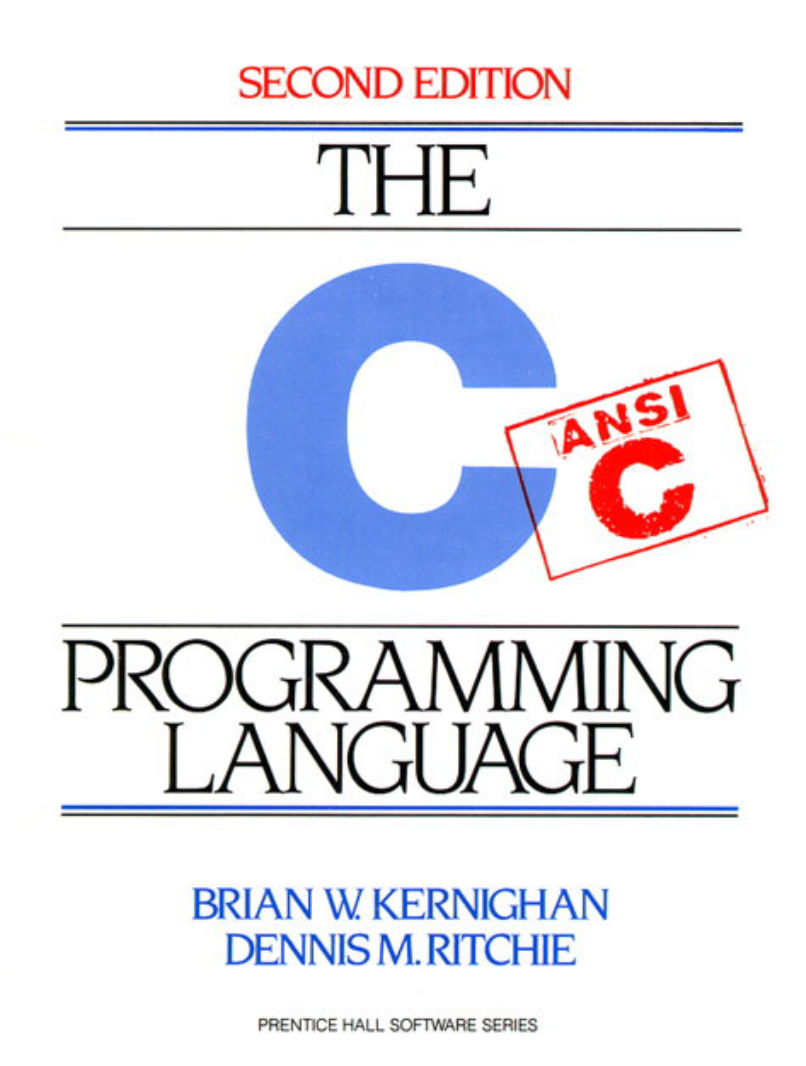 SECOND EDITION
THE
C
ANSI
C
PROGRAMMING
LANGUAGE
BRIAN W. KERNIGHAN
DENNIS M. RITCHIE
PRENTICE HALL SOFTWARE SERIES